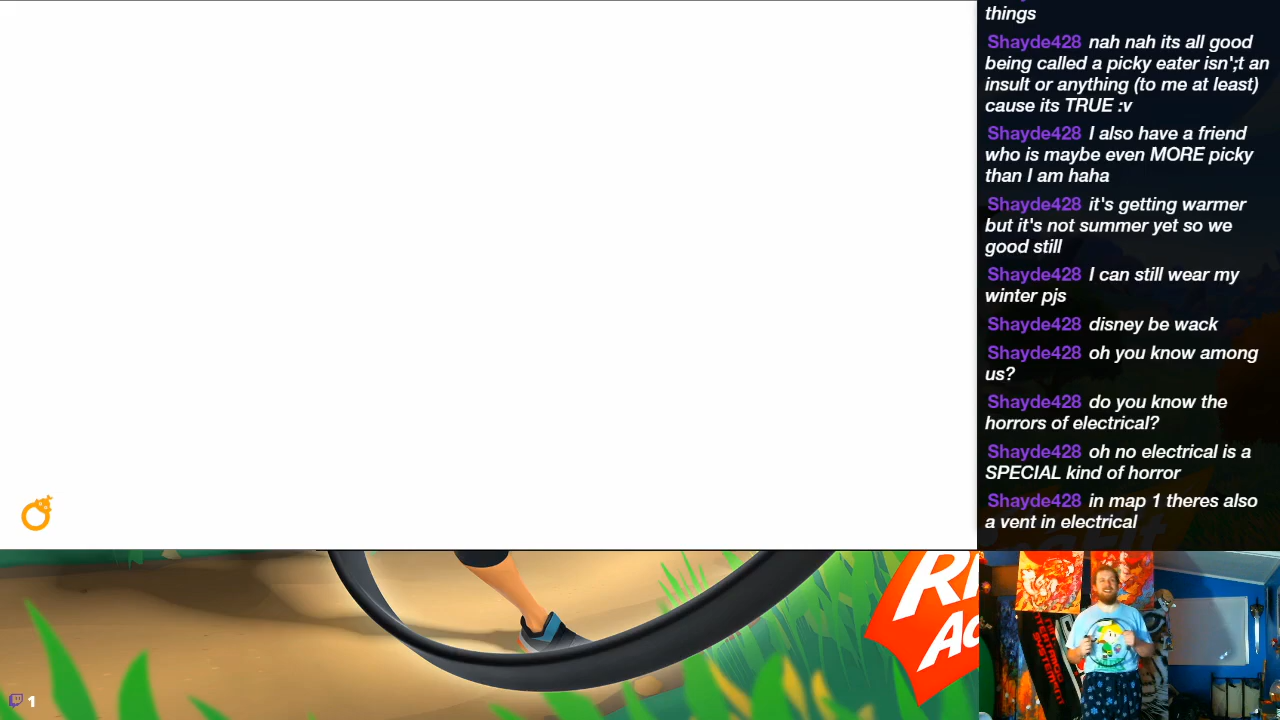 things
Shayde428 nah nah its all good
being called a picky eater isn';t an
insult or anything (to me at least)
cause its TRUE :v
Shayde428 I also have a friend
who is maybe even MORE picky
than I am haha
Shayde428 it's getting warmer
but it's not summer yet so we
good still
Shayde428 I can still wear my
winter pjs
Shayde428 disney be wack
Shayde428 oh you know among
us?
Shayde428 do you know the
horrors of electrical?
Shayde428 oh no electrical is a
SPECIAL kind of horror
Shayde428 in map 1 theres also
a vent in electrical
1